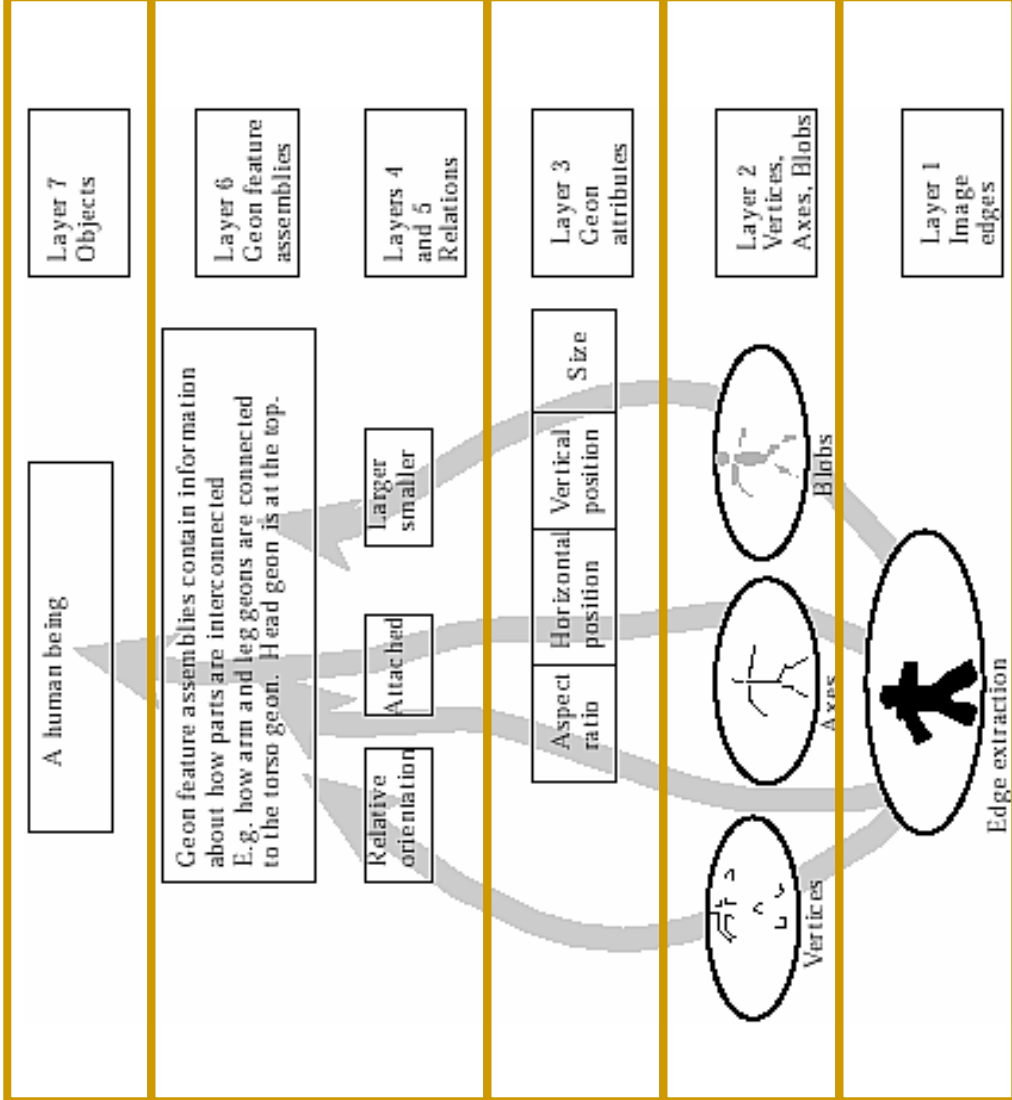 Layer 7
Objects
A human being
Layer 6
Geon feature
assemblies
Geon feature assemblies contain information
about how parts are interconnected
E.g. how arm and leg geons are connected
to the torso geon. Head geon is at the top.
Layers 4
and 5
Relations
Relative
orientation
Attached
Larger
smaller
Layer 3
Geon
attributes
Aspect
ratio
Horizontal
position
Vertical
position
Size
Layer 2
Vertices,
Axes, Blobs
Vertices
Axes
Blobs
Layer 1
Image
edges
Edge extraction